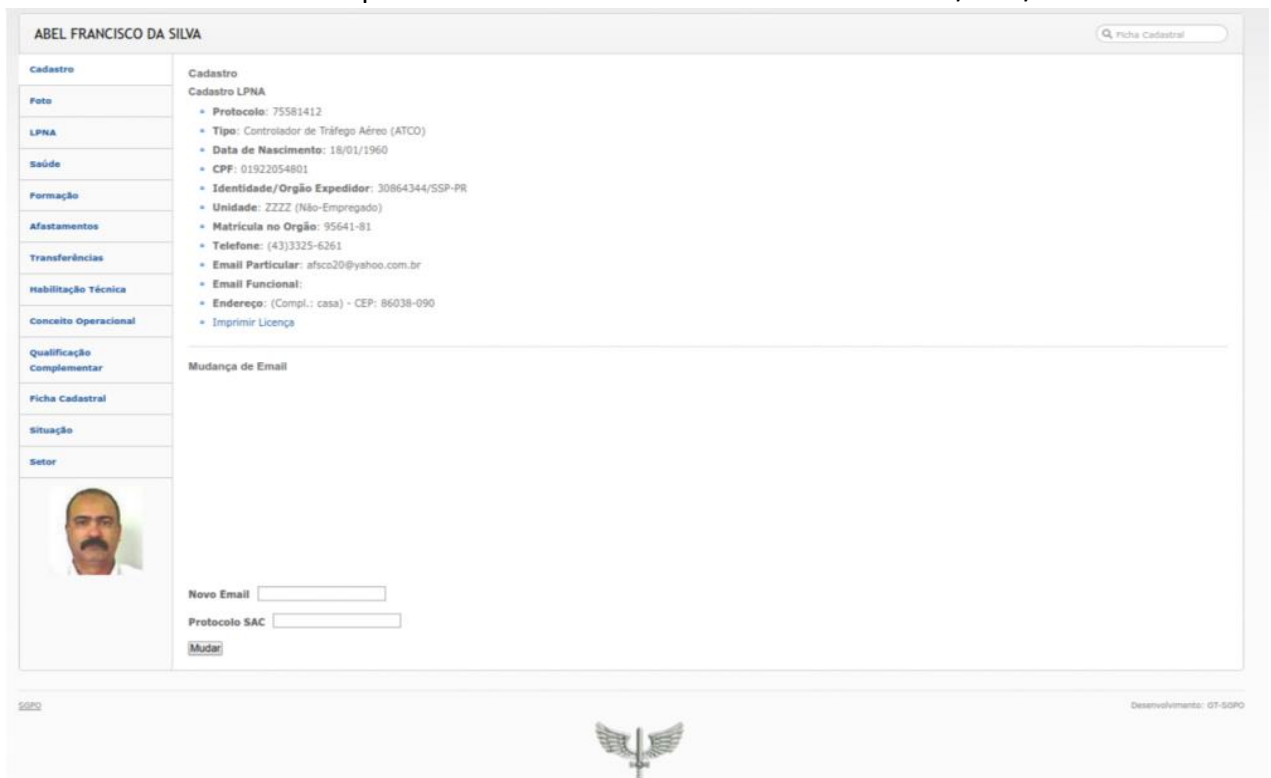 ABEL FRANCISCO DA SILVA
Ficha Cadastral
Cadastro
Foto
LPNA
Saúde
Formação
Afastamentos
Transferências
Habilitação Técnica
Conceito Operacional
Qualificação
Complementar
Ficha Cadastral
Situação
Setor
Cadastro
Cadastro LPNA
Protocolo: 75581412
Tipo: Controlador de Tráfego Aéreo (ATCO)
Data de Nascimento: 18/01/1960
CPF: 01922054801
Identidade/Orgão Expedidor: 30864344/SSP-PR
Unidade: ZZZZ (Não-Empregado)
Matrícula no Orgão: 95641-81
Telefone: (43)3325-6261
Email Particular: afsco20@yahoo.com.br
Email Funcional:
Endereço: (Compl.: casa) - CEP: 86038-090
Imprimir Licença
Mudança de Email
Novo Email
Protocolo SAC
Mudar
SGPO
Desenvolvimento: GT-SGPO